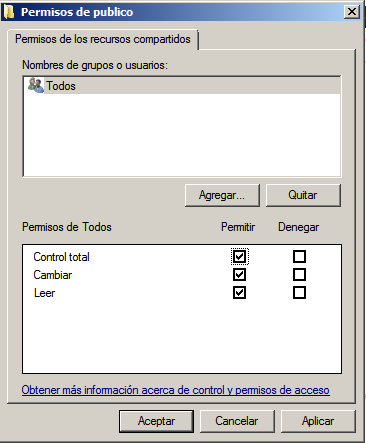 Permisos de publico
Permisos de los recursos compartidos
Nombres de grupos o usuarios:
Todos
Agregar... Quitar
Permisos de Todos Permitir Denegar
Control total
Cambiar
Leer
Obtener más información acerca de control y permisos de acceso
Aceptar Cancelar Aplicar